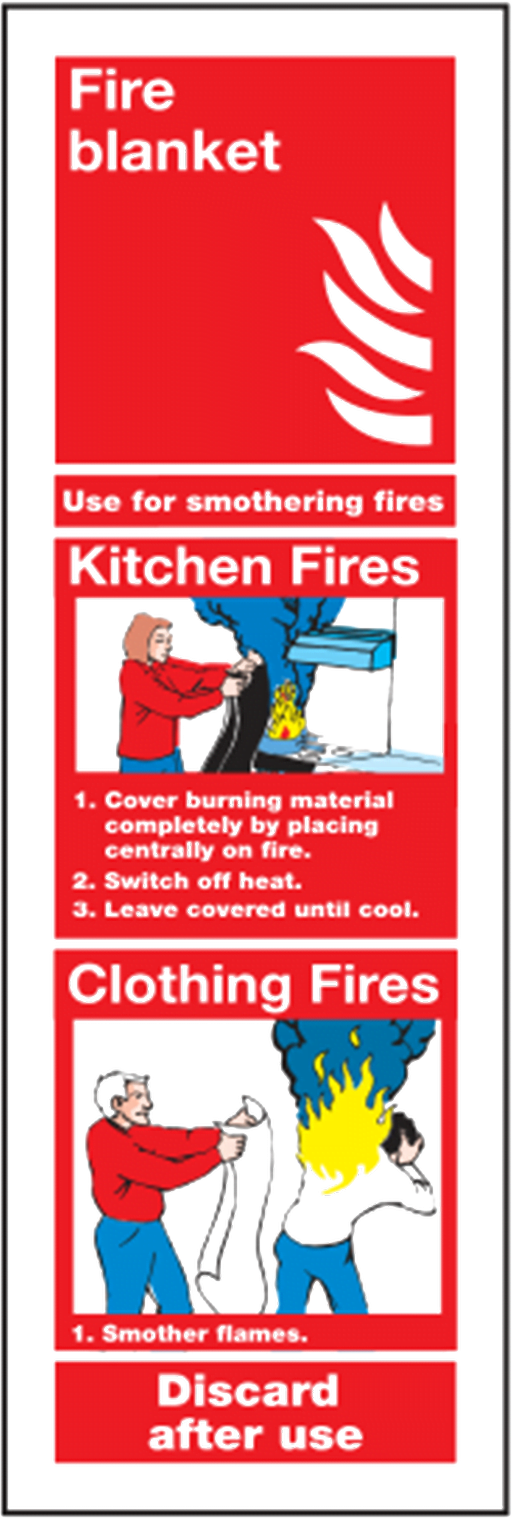 Fire
blanket
Use for smothering fires
Kitchen Fires
1. Cover burning material
completely by placing
centrally on fire.
2. Switch off heat.
3. Leave covered until cool.
Clothing Fires
1. Smother flames.
Discard
after use